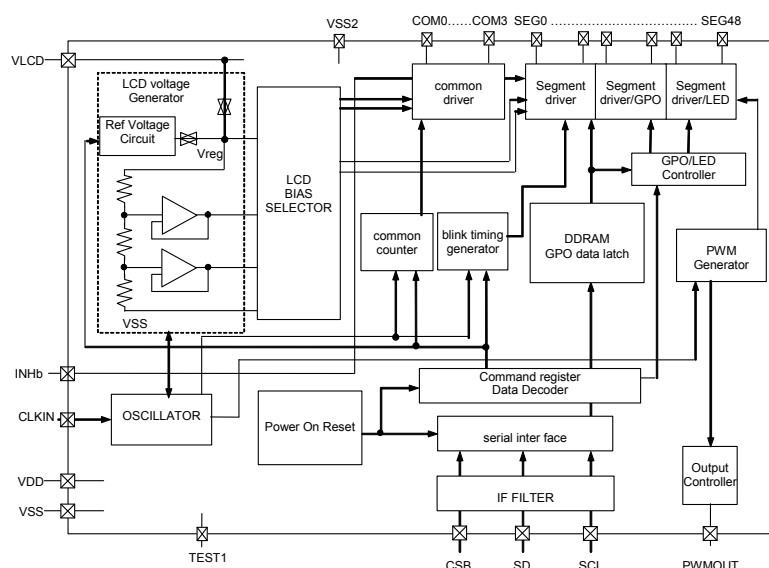 VSS2
COM0......COM3
SEG0 ........................ SEG48
VLCD
LCD voltage
Generator
Ref Voltage
Circuit
Vreg
VSS
LCD
BIAS
SELECTOR
common
driver
Segment
driver
Segment
driver/GPO
Segment
driver/LED
GPO/LED
Controller
common
counter
blink timing
generator
DDRAM
GPO data latch
PWM
Generator
INHb
CLKIN
OSCILLATOR
Command register
Data Decoder
Power On Reset
serial inter face
IF FILTER
Output
Controller
VDD
VSS
TEST1
CSB
SD
SCL
PWMOUT